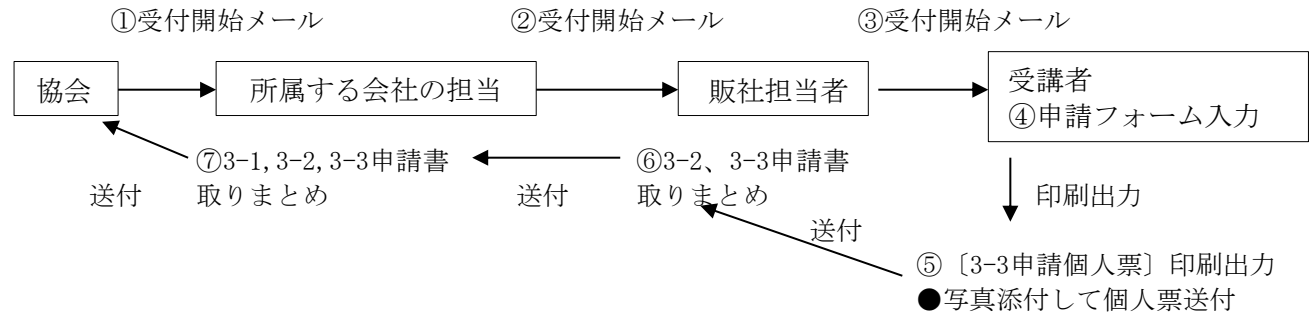 ①受付開始メール
②受付開始メール
③受付開始メール
協会
所属する会社の担当
販社担当者
受講者
④申請フォーム入力
⑦3-1,3-2,3-3申請書
取りまとめ
送付
⑥3-2、3-3申請書
取りまとめ
送付
印刷出力
送付
⑤〔3-3申請個人票〕印刷出力
●写真添付して個人票送付